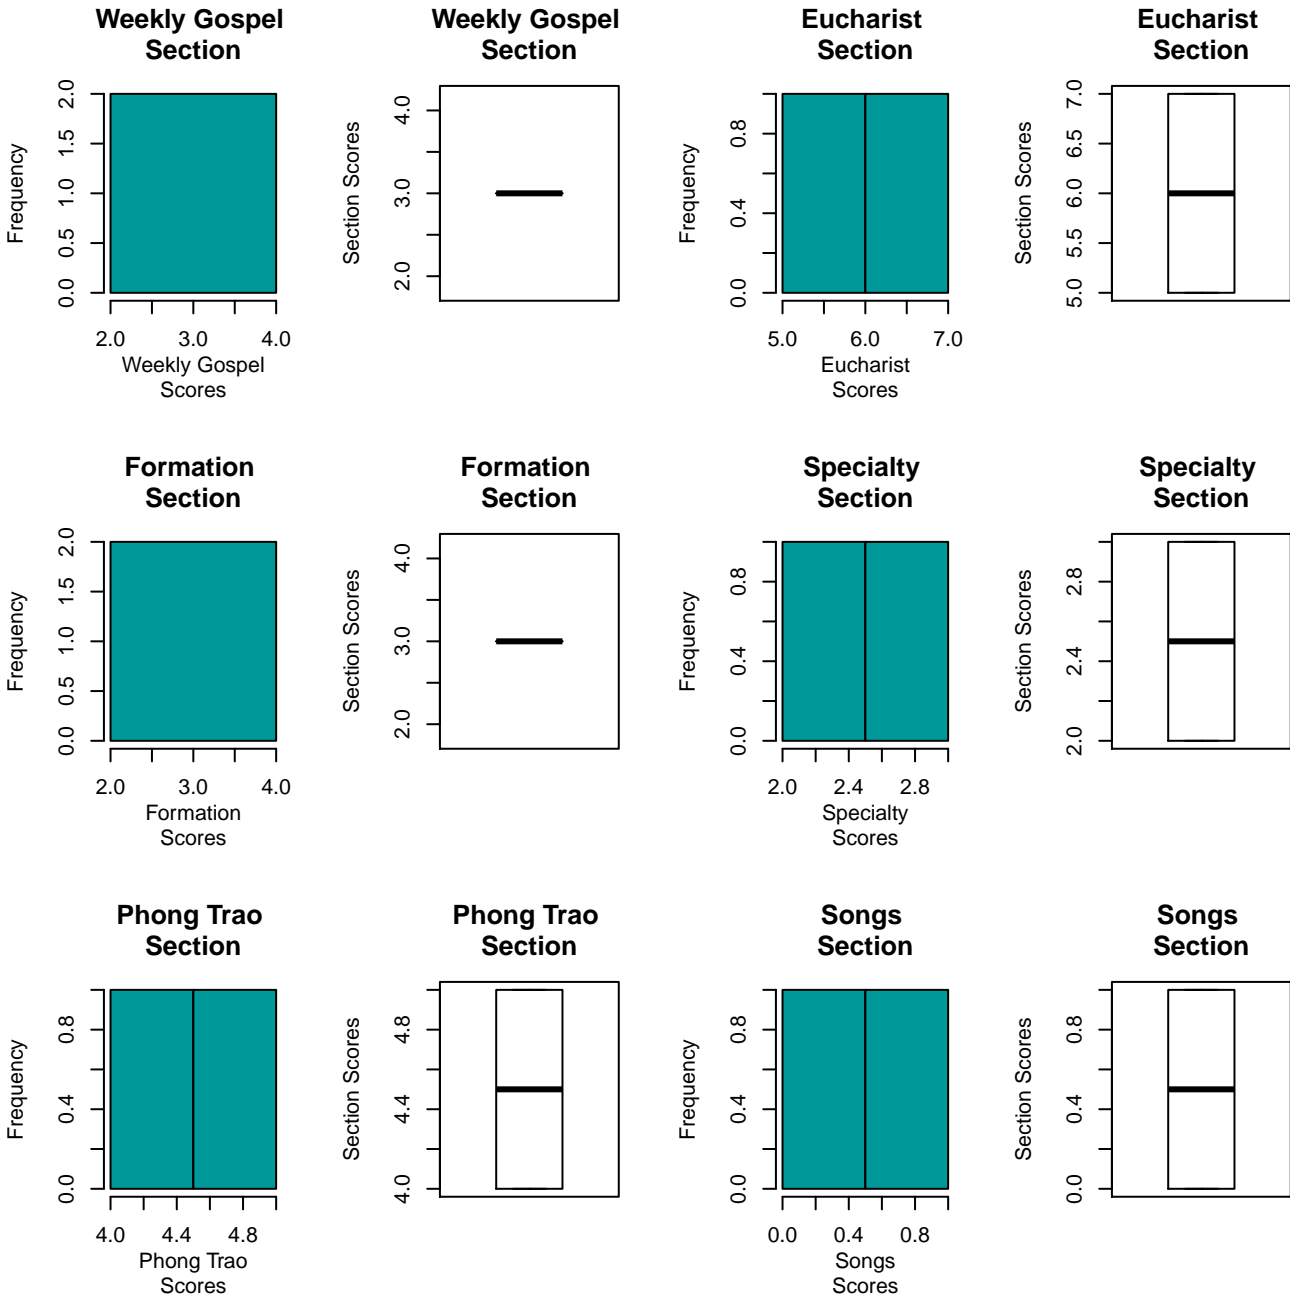 Weekly Gospel
Section
Frequency
0.0 0.5 1.0 1.5 2.0
2.0 3.0 4.0
Weekly Gospel
Scores
Weekly Gospel
Section
Section Scores
2.0 3.0 4.0
Eucharist
Section
Frequency
0.0 0.4 0.8
5.0 6.0 7.0
Eucharist
Scores
Eucharist
Section
Section Scores
5.0 5.5 6.0 6.5 7.0
Formation
Section
Frequency
0.0 0.5 1.0 1.5 2.0
2.0 3.0 4.0
Formation
Scores
Formation
Section
Section Scores
2.0 3.0 4.0
Specialty
Section
Frequency
0.0 0.4 0.8
2.0 2.4 2.8
Specialty
Scores
Specialty
Section
Section Scores
2.0 2.4 2.8
Phong Trao
Section
Frequency
0.0 0.4 0.8
4.0 4.4 4.8
Phong Trao
Scores
Phong Trao
Section
Section Scores
4.0 4.4 4.8
Songs
Section
Frequency
0.0 0.4 0.8
0.0 0.4 0.8
Songs
Scores
Songs
Section
Section Scores
0.0 0.4 0.8